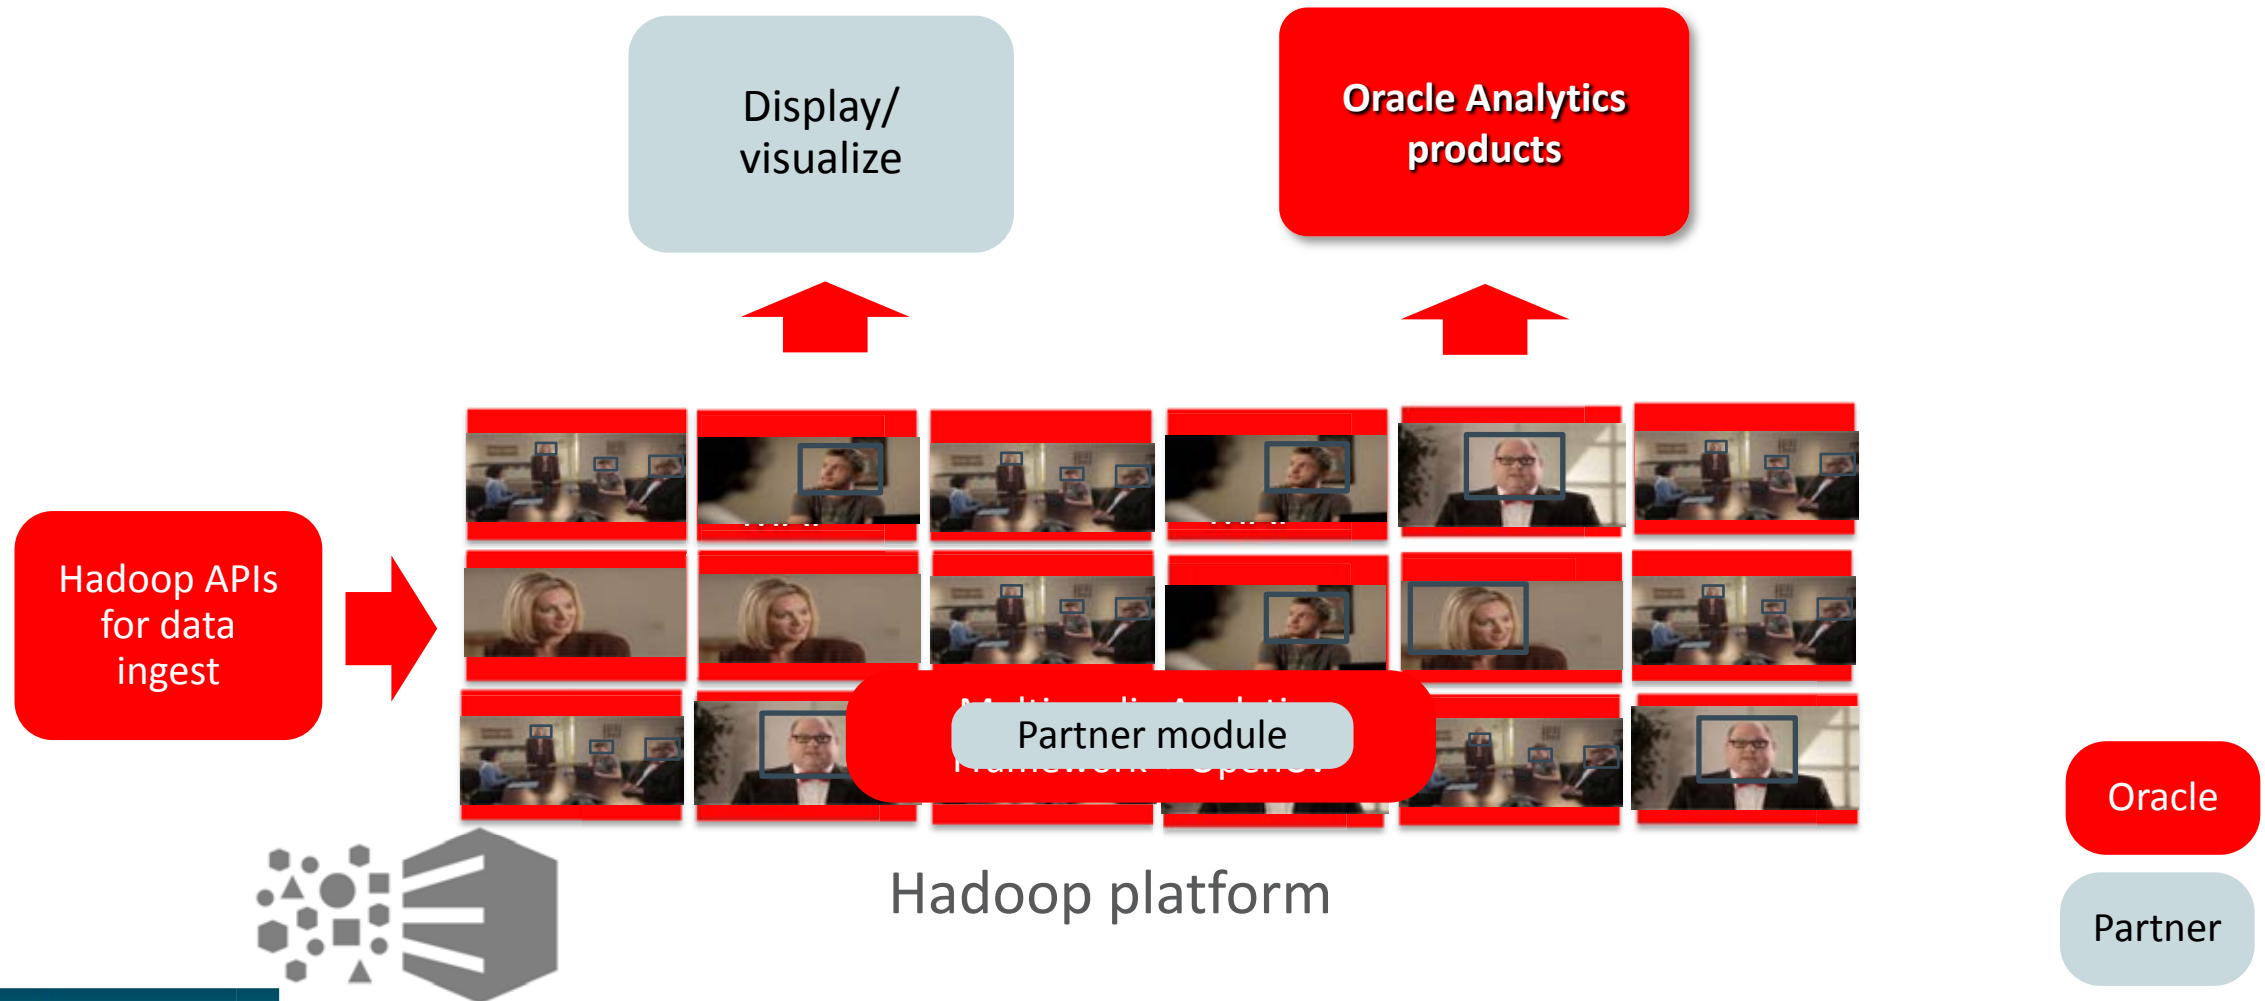 Display/
visualize
Oracle Analytics
products
Hadoop APIs
for data
ingest
Partner module
Hadoop platform
Oracle
Partner